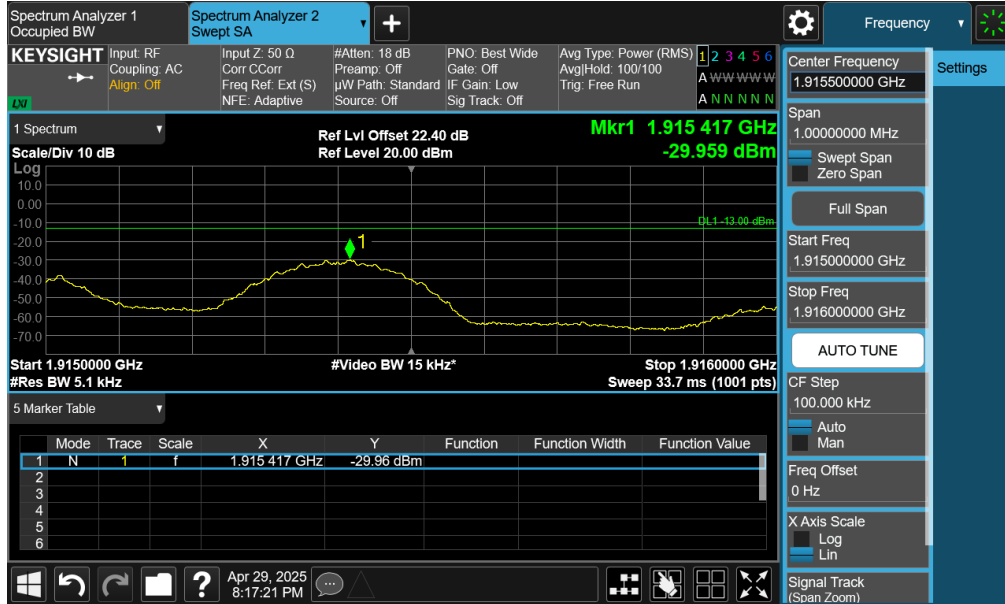 Spectrum Analyzer 1
Occupied BW
Spectrum Analyzer 2
Swept SA
Frequency
KEYSIGHT
LXI
Input: RF
Coupling: AC
Align: Off
Input Z: 50 Ω
Corr CCorr
Freq Ref: Ext (S)
NFE: Adaptive
#Atten: 18 dB
Preamp: Off
µW Path: Standard
Source: Off
PNO: Best Wide
Gate: Off
IF Gain: Low
Sig Track: Off
Avg Type: Power (RMS)
Avg|Hold: 100/100
Trig: Free Run
1 2 3 4 5 6
A W W W W W
A N N N N N
1 Spectrum
Scale/Div 10 dB
Ref Lvl Offset 22.40 dB
Ref Level 20.00 dBm
Mkr1 1.915 417 GHz
-29.959 dBm
Log
10.0
0.00
-10.0
-20.0
-30.0
-40.0
-50.0
-60.0
-70.0
DL1 -13.00 dBm
1
Start 1.9150000 GHz
#Res BW 5.1 kHz
#Video BW 15 kHz*
Stop 1.9160000 GHz
Sweep 33.7 ms (1001 pts)
5 Marker Table
Mode Trace Scale X Y Function Function Width Function Value
1 N 1 f 1.915 417 GHz -29.96 dBm
2
3
4
5
6
Center Frequency
1.915500000 GHz
Span
1.00000000 MHz
Swept Span
Zero Span
Full Span
Start Freq
1.915000000 GHz
Stop Freq
1.916000000 GHz
AUTO TUNE
CF Step
100.000 kHz
Auto
Man
Freq Offset
0 Hz
X Axis Scale
Log
Lin
Signal Track
(Span Zoom)
Settings
Apr 29, 2025
8:17:21 PM